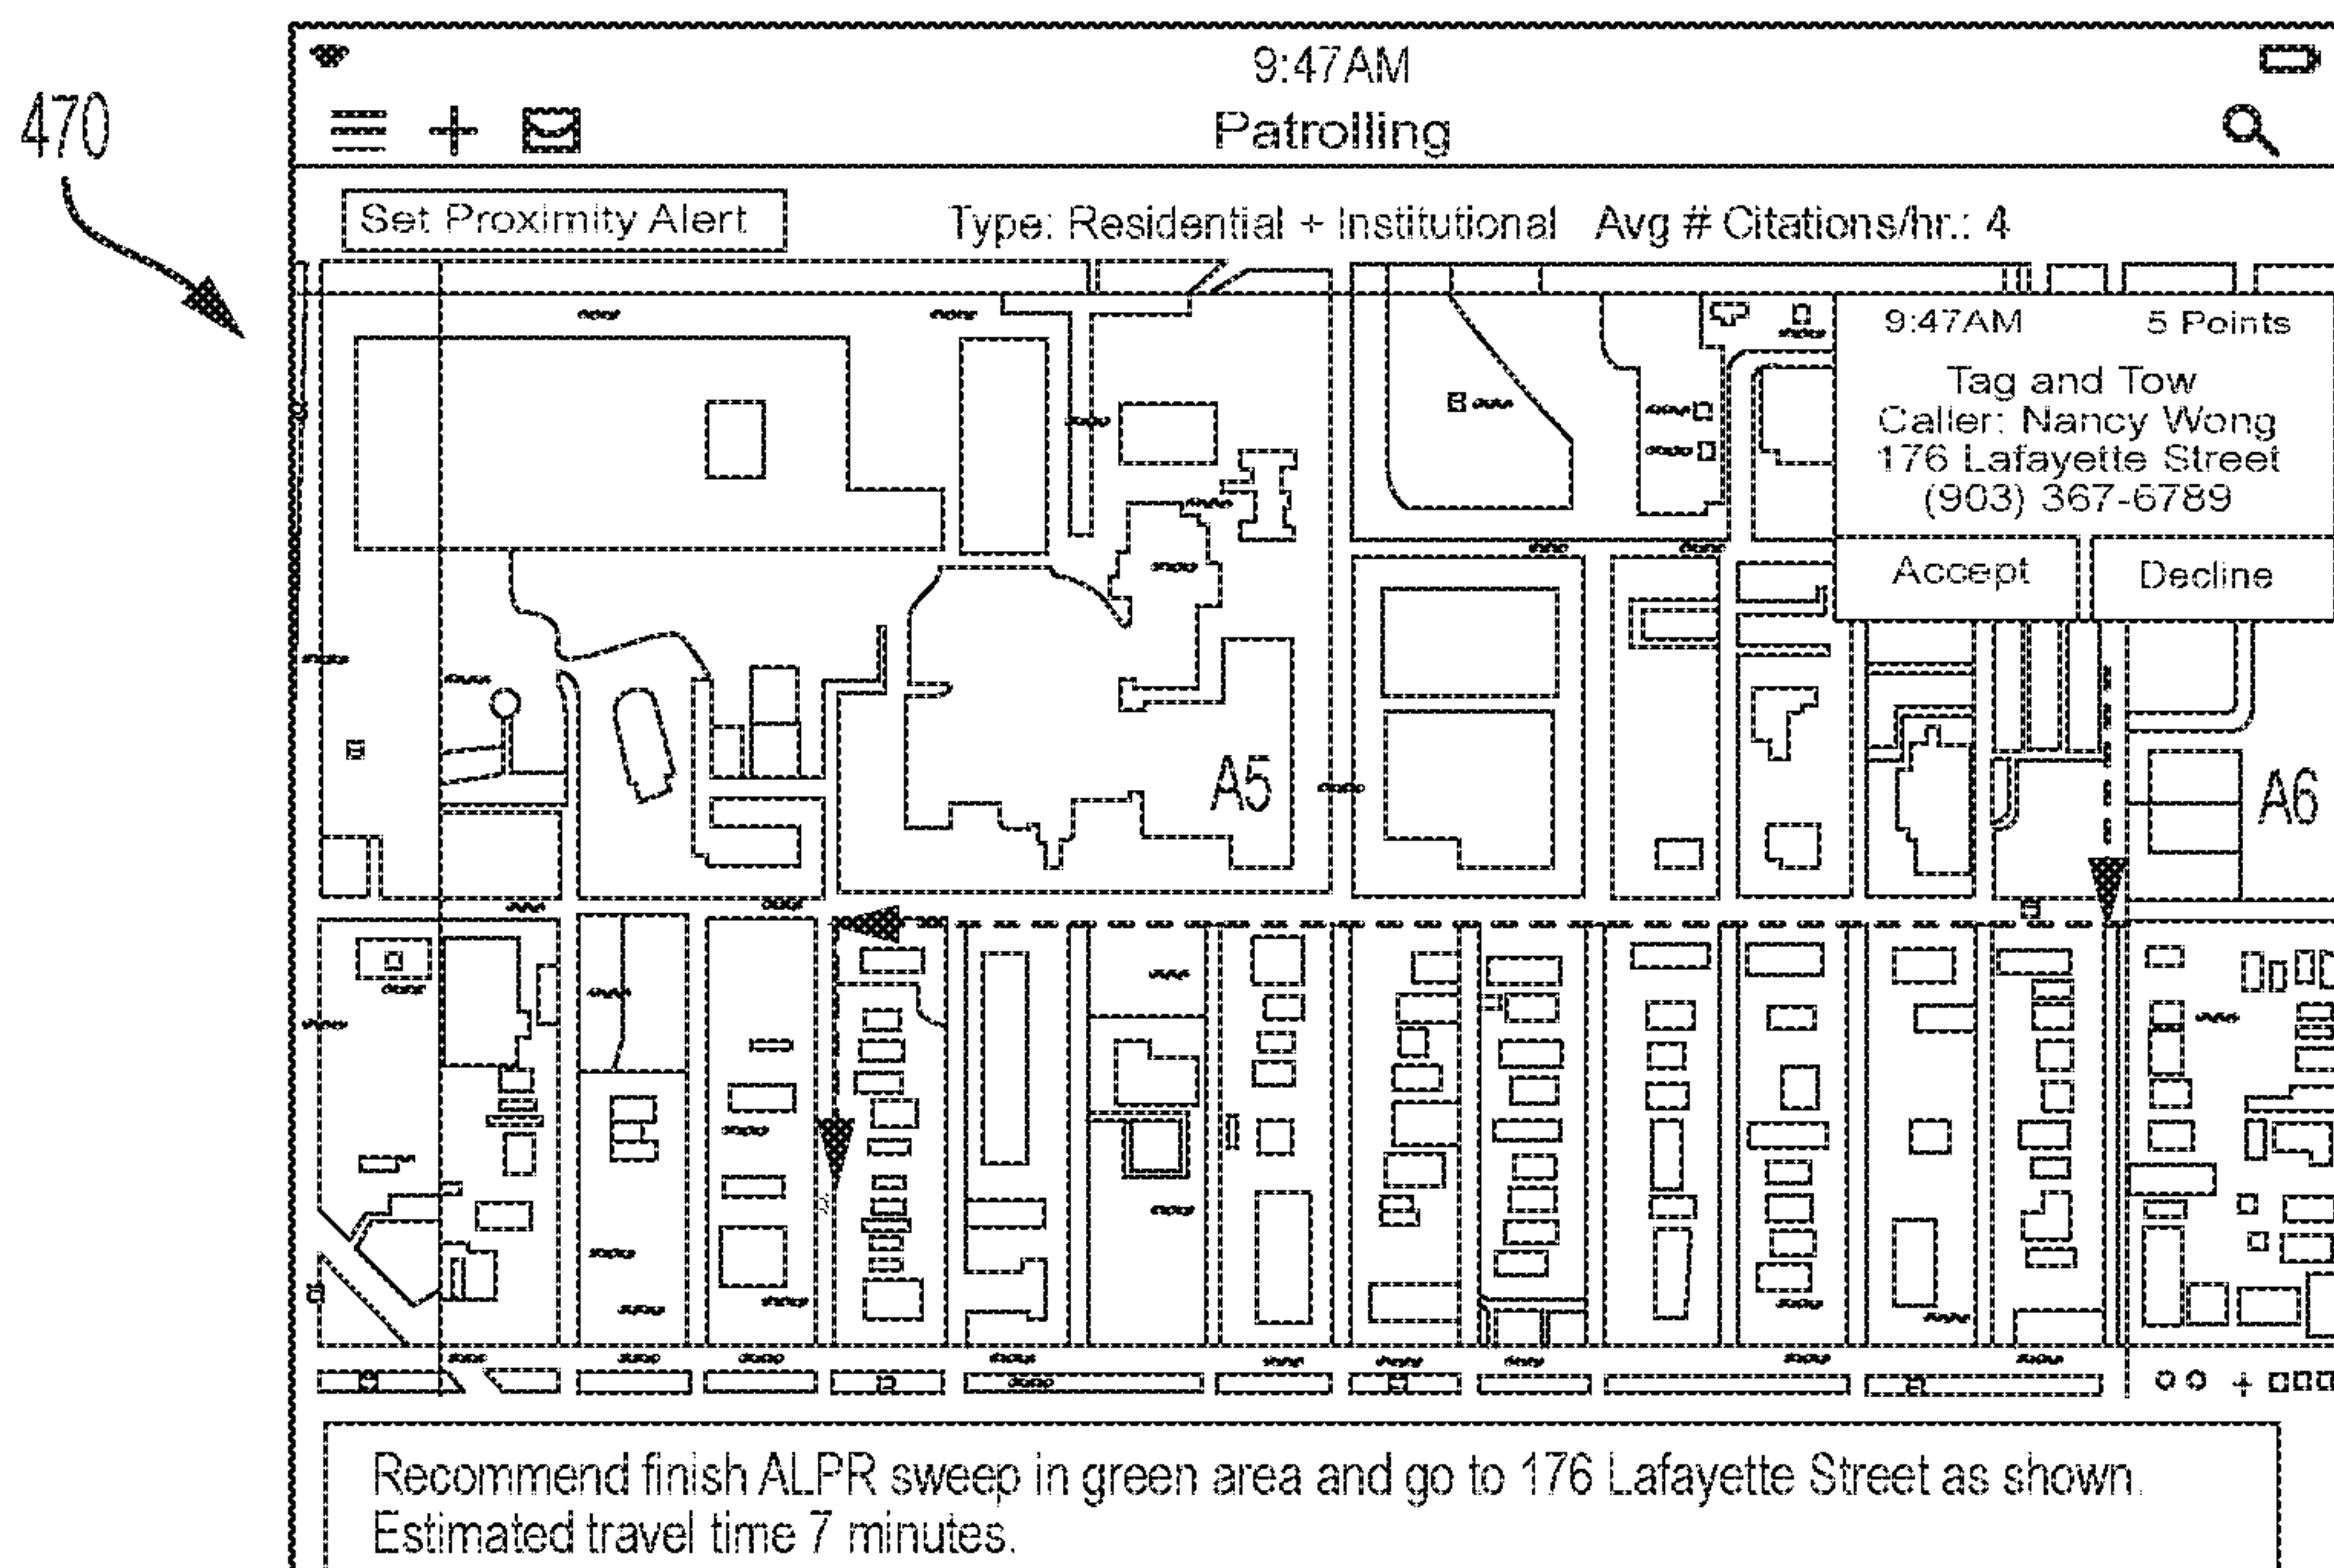 470
9:47AM
Patrolling
Set Proximity Alert
Type: Residential + Institutional Avg # Citations/hr.: 4
9:47AM 5 Points
Tag and Tow
Caller: Nancy Wong
176 Lafayette Street
(903) 367-6789
Accept Decline
A5
A6
Recommend finish ALPR sweep in green area and go to 176 Lafayette Street as shown.
Estimated travel time 7 minutes.